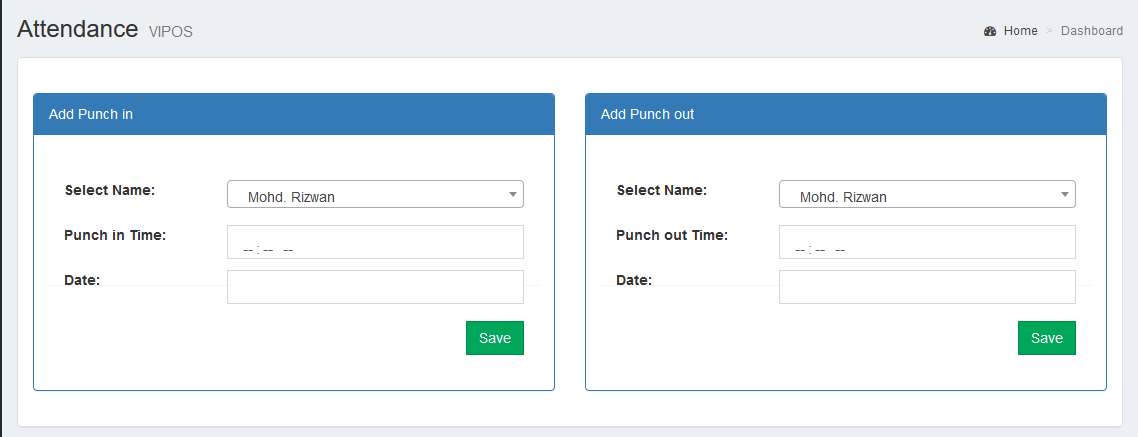 Attendance VIPOS
Home > Dashboard
Add Punch in
Select Name: Mohd. Rizwan
Punch in Time: -- : -- --
Date:
Save
Add Punch out
Select Name: Mohd. Rizwan
Punch out Time: -- : -- --
Date:
Save